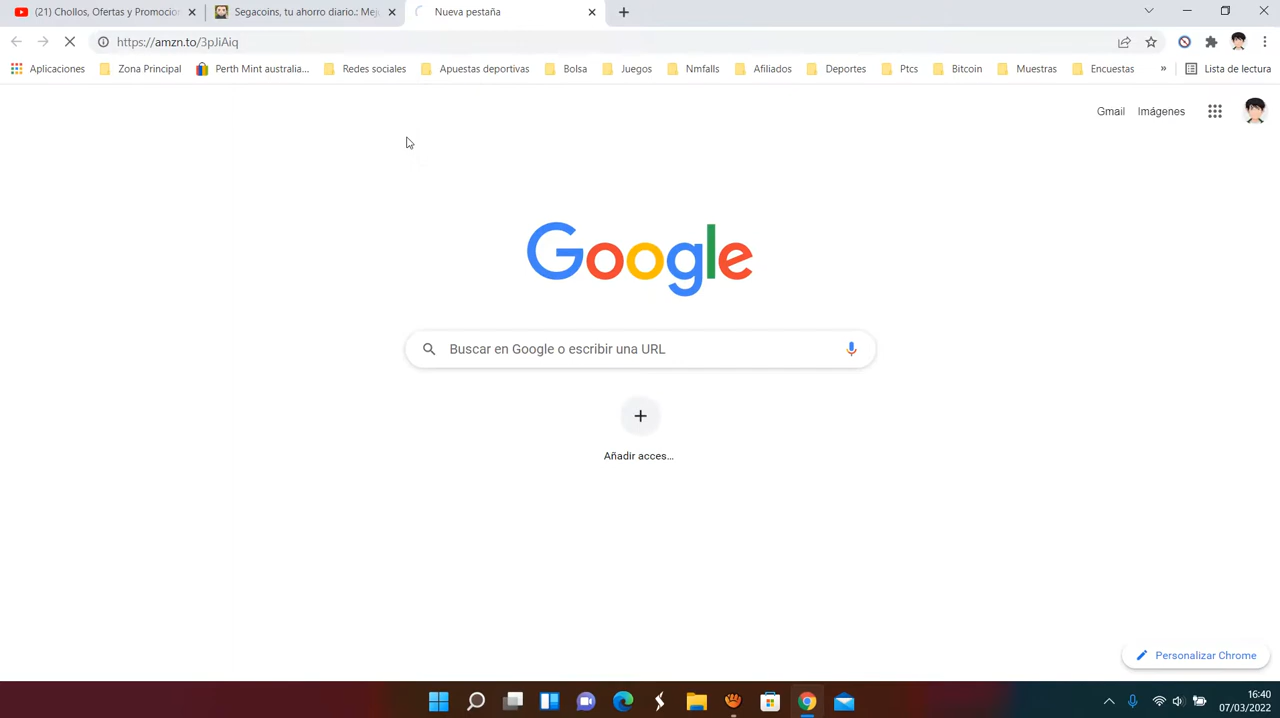 (21) Chollos, Ofertas y Promocion
Segacoins, tu ahorro diario.: Mej
Nueva pestaña
https://amzn.to/3pJiAiq
Aplicaciones
Zona Principal
Perth Mint australia...
Redes sociales
Apuestas deportivas
Bolsa
Juegos
Nmfalls
Afiliados
Deportes
Ptcs
Bitcoin
Muestras
Encuestas
»
Lista de lectura
Gmail
Imágenes
Google
Buscar en Google o escribir una URL
Añadir acces...
Personalizar Chrome
16:40
07/03/2022